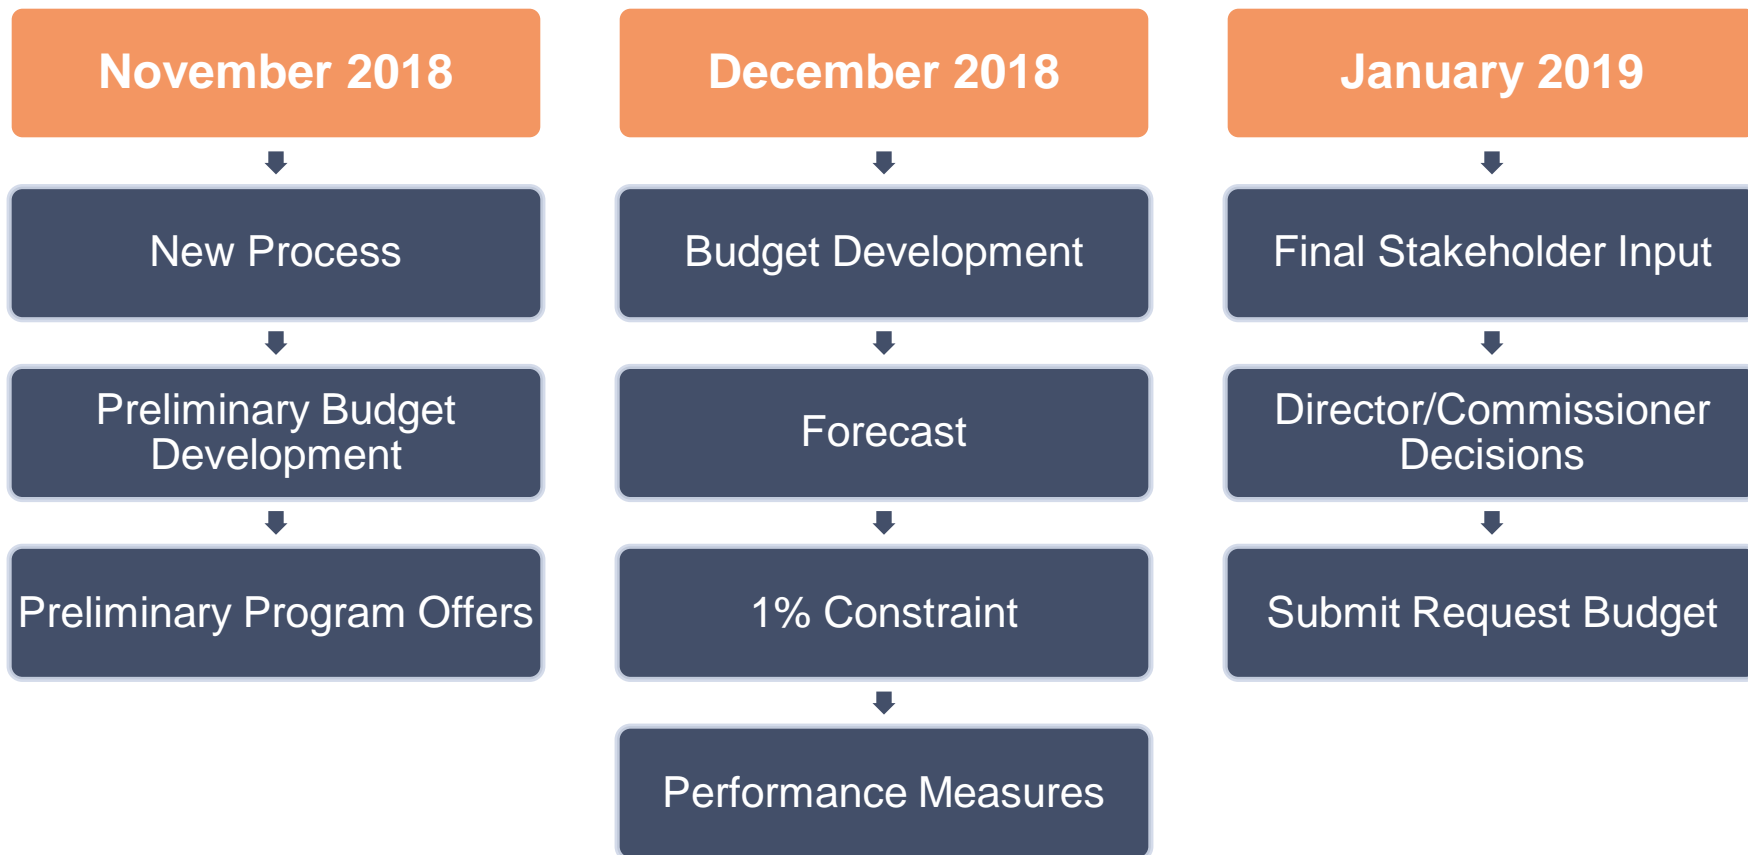 November 2018
New Process
Preliminary Budget
Development
Preliminary Program Offers
December 2018
Budget Development
Forecast
1% Constraint
Performance Measures
January 2019
Final Stakeholder Input
Director/Commissioner
Decisions
Submit Request Budget